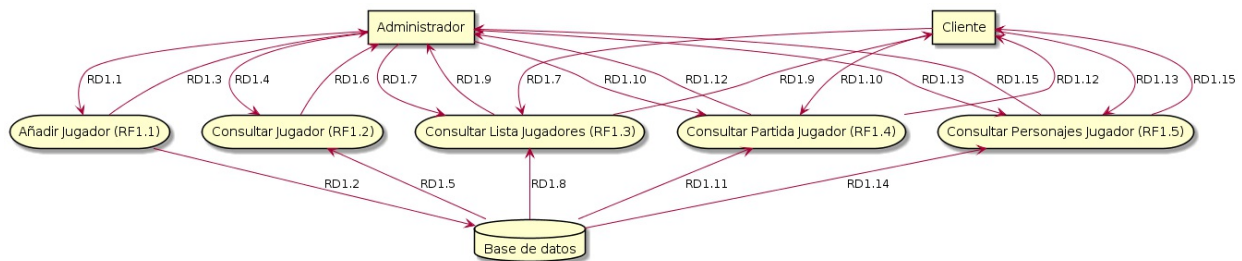 Administrador
Cliente
RD1.1
RD1.3
RD1.4
RD1.6
RD1.7
RD1.9
RD1.10
RD1.12
RD1.7
RD1.9
RD1.10
RD1.13
RD1.15
RD1.12
RD1.13
RD1.15
Añadir Jugador (RF1.1)
Consultar Jugador (RF1.2)
Consultar Lista Jugadores (RF1.3)
Consultar Partida Jugador (RF1.4)
Consultar Personajes Jugador (RF1.5)
RD1.2
RD1.5
RD1.8
RD1.11
RD1.14
Base de datos